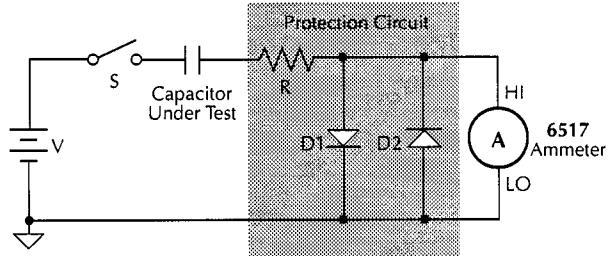 Protection Circuit
S
Capacitor
Under Test
R
HI
V
D1
D2
A
6517
Ammeter
LO